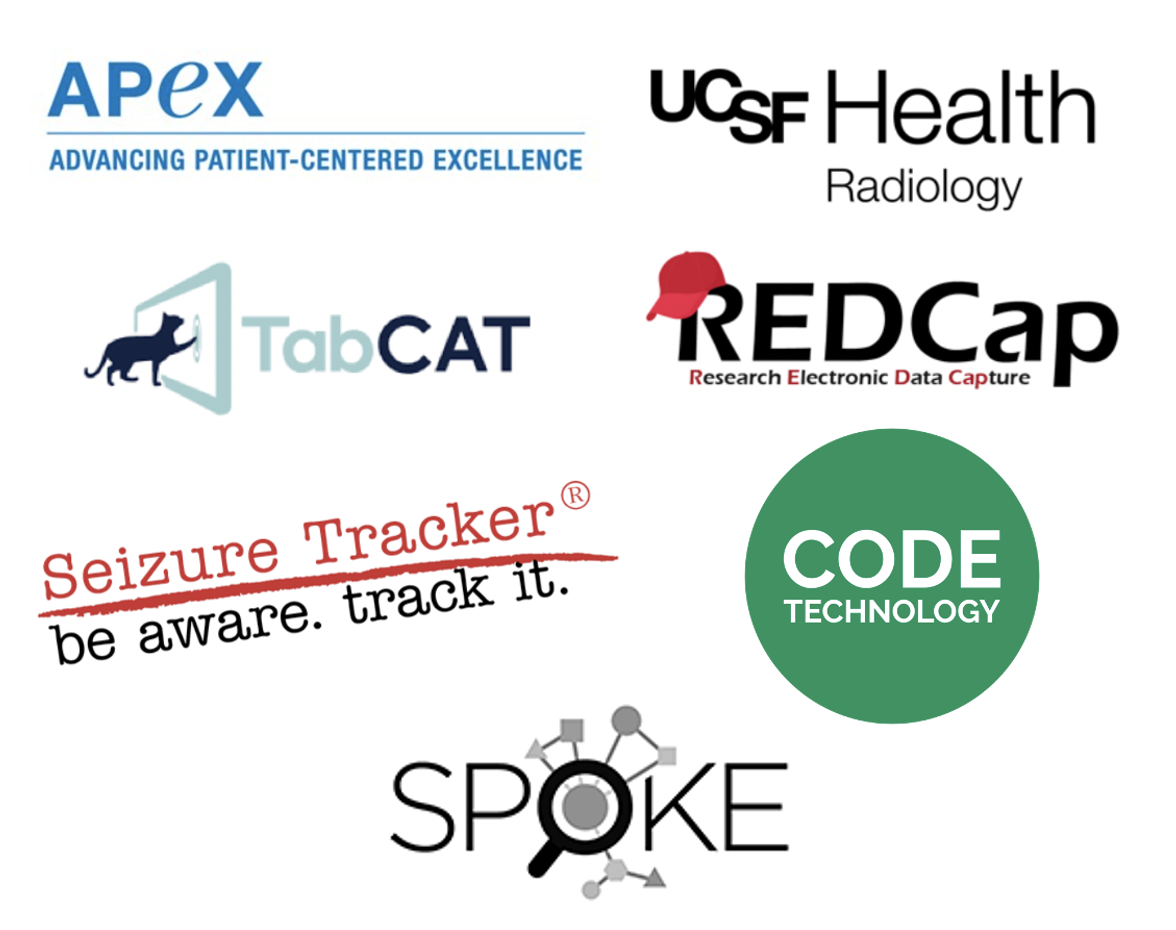 APeX
ADVANCING PATIENT-CENTERED EXCELLENCE
UCSF Health
Radiology
TabCAT
REDCap
Research Electronic Data Capture
Seizure Tracker®
be aware. track it.
CODE
TECHNOLOGY
SPOKE